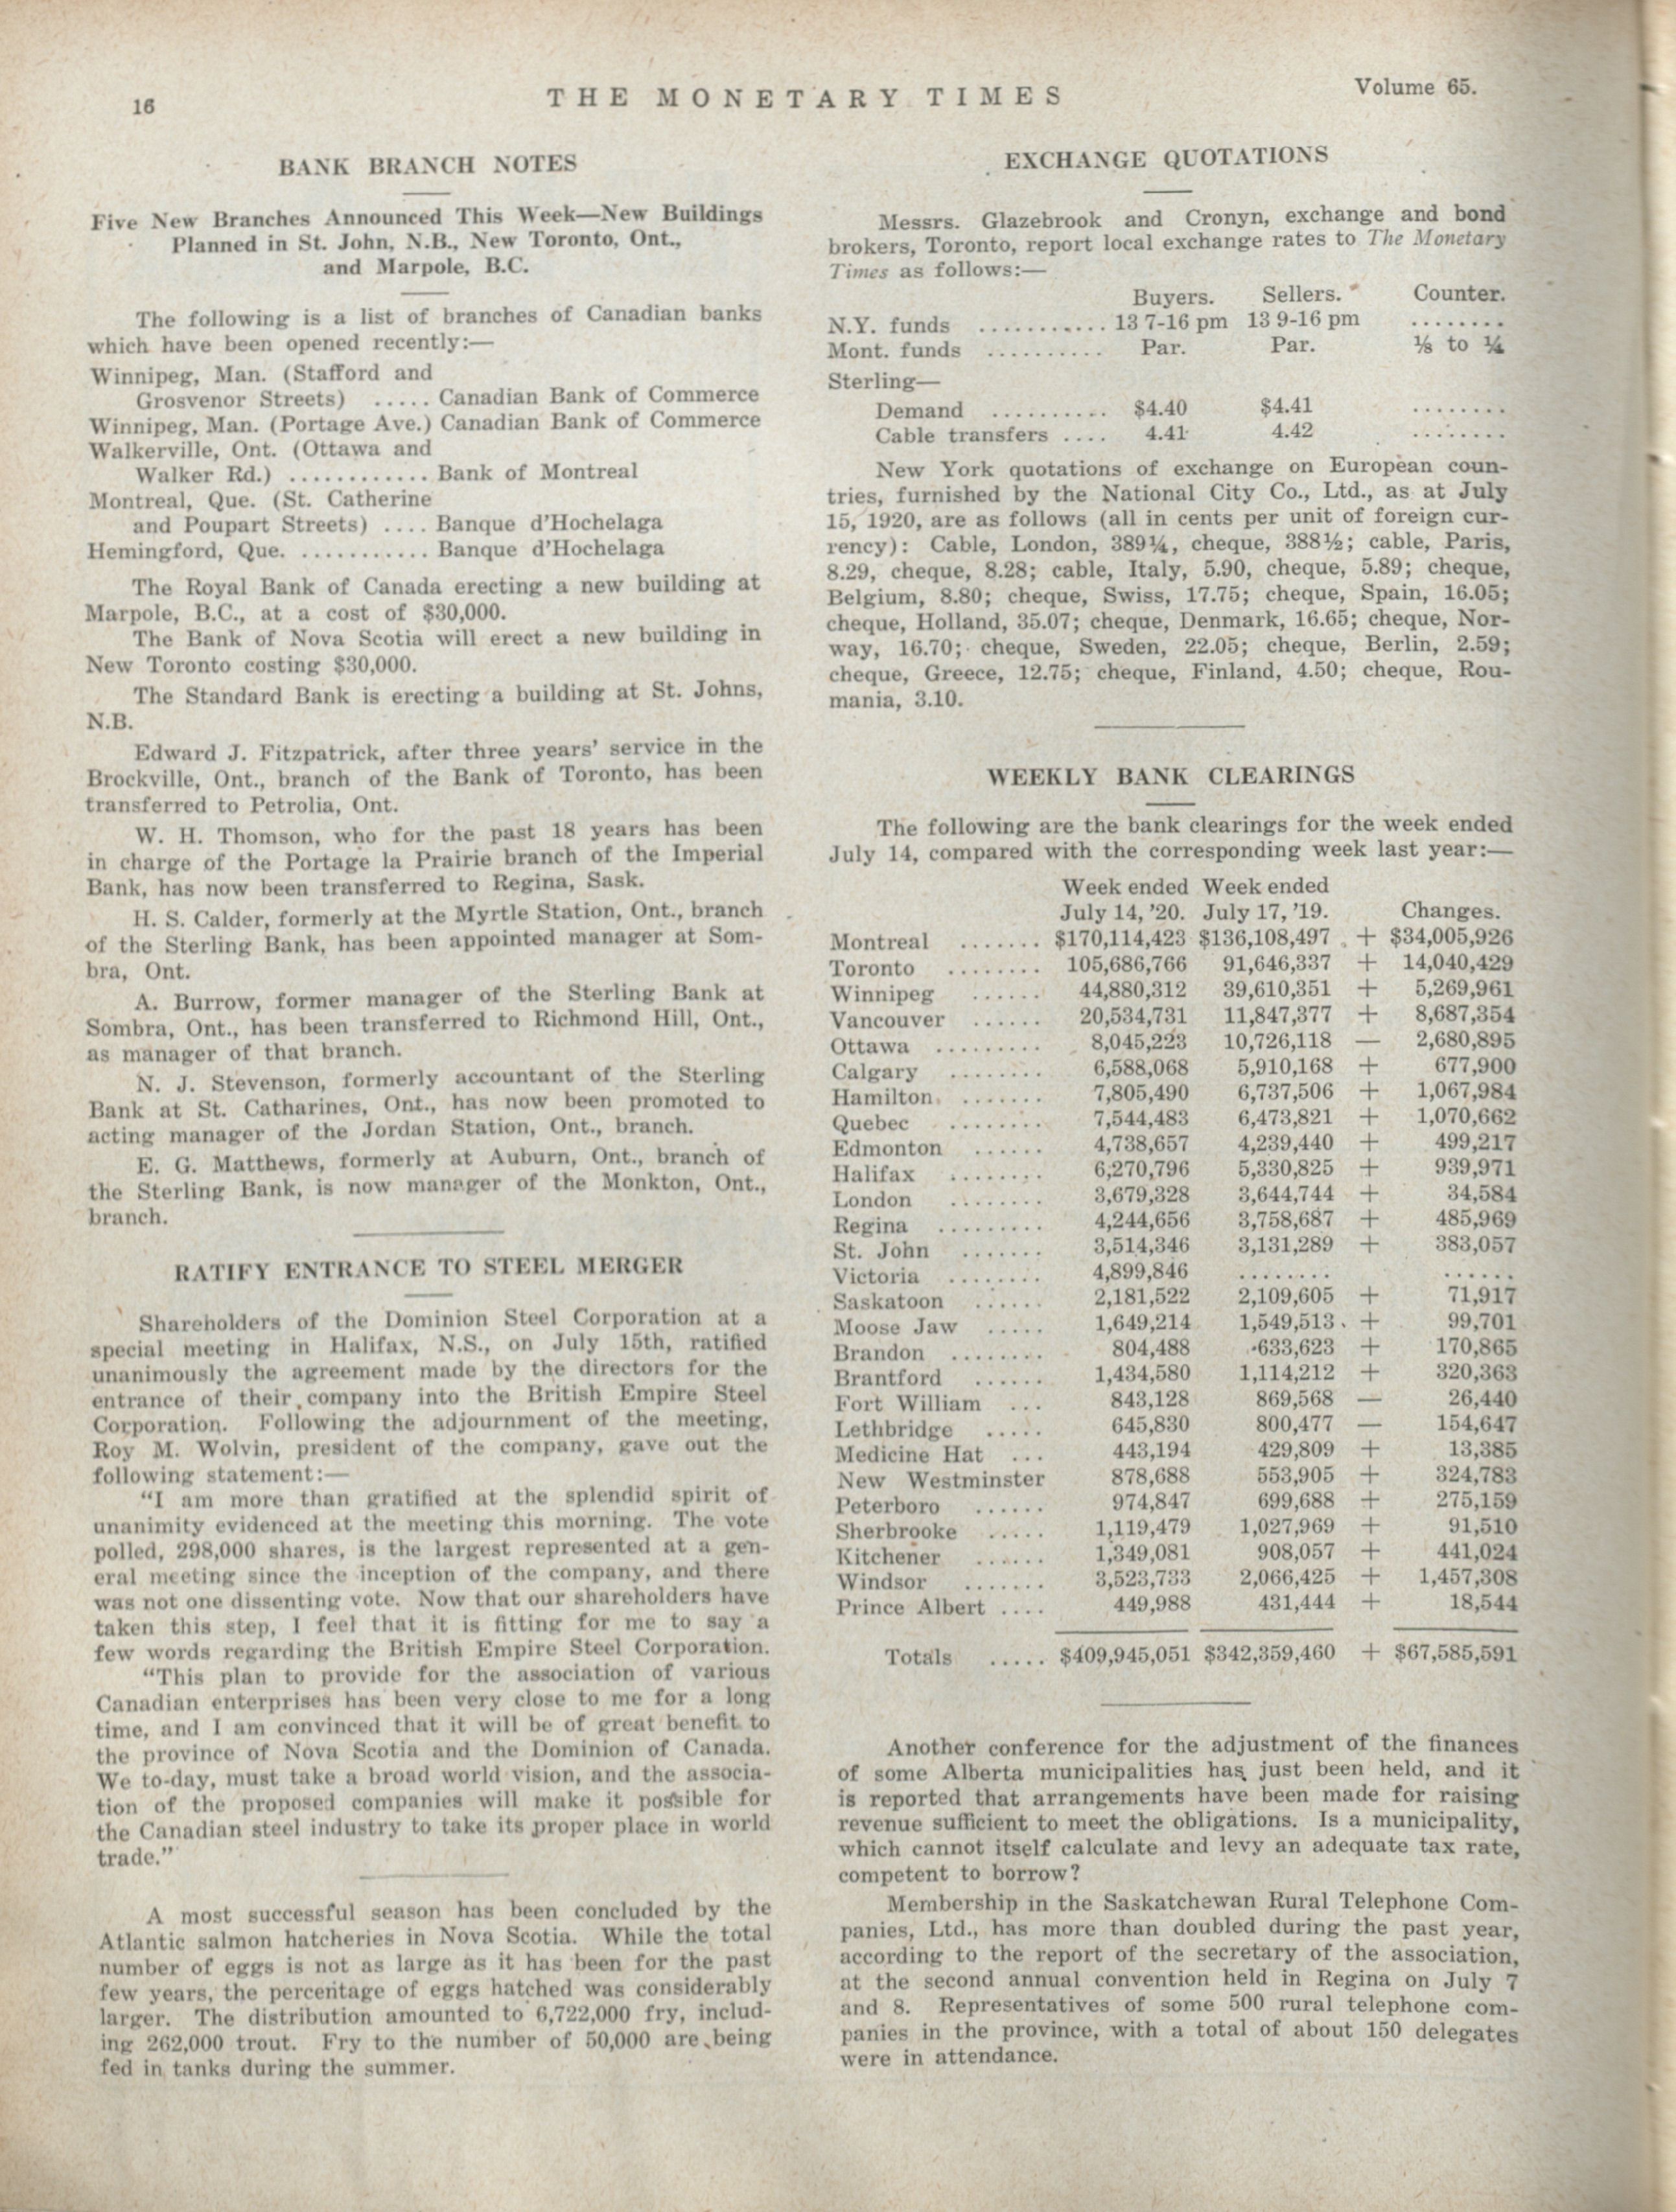 16
THE MONETARY TIMES
Volume 65.
BANK BRANCH NOTES
Five New Branches Announced This Week—New Buildings
Planned in St. John, N.B., New Toronto, Ont.,
and Marpole, B.C.
The following is a list of branches of Canadian banks
which have been opened recently:—
Winnipeg, Man. (Stafford and
Grosvenor Streets) ..... Canadian Bank of Commerce
Winnipeg, Man. (Portage Ave.) Canadian Bank of Commerce
Walkerville, Ont. (Ottawa and
Walker Rd.) ............ Bank of Montreal
Montreal, Que. (St. Catherine
and Poupart Streets) .... Banque d'Hochelaga
Hemingford, Que. ........... Banque d'Hochelaga
The Royal Bank of Canada erecting a new building at
Marpole, B.C., at a cost of $30,000.
The Bank of Nova Scotia will erect a new building in
New Toronto costing $30,000.
The Standard Bank is erecting a building at St. Johns,
N.B.
Edward J. Fitzpatrick, after three years' service in the
Brockville, Ont., branch of the Bank of Toronto, has been
transferred to Petrolia, Ont.
W. H. Thomson, who for the past 18 years has been
in charge of the Portage la Prairie branch of the Imperial
Bank, has now been transferred to Regina, Sask.
H. S. Calder, formerly at the Myrtle Station, Ont., branch
of the Sterling Bank, has been appointed manager at Som-
bra, Ont.
A. Burrow, former manager of the Sterling Bank at
Sombra, Ont., has been transferred to Richmond Hill, Ont.,
as manager of that branch.
N. J. Stevenson, formerly accountant of the Sterling
Bank at St. Catharines, Ont., has now been promoted to
acting manager of the Jordan Station, Ont., branch.
E. G. Matthews, formerly at Auburn, Ont., branch of
the Sterling Bank, is now manager of the Monkton, Ont.,
branch.
RATIFY ENTRANCE TO STEEL MERGER
Shareholders of the Dominion Steel Corporation at a
special meeting in Halifax, N.S., on July 15th, ratified
unanimously the agreement made by the directors for the
entrance of their company into the British Empire Steel
Corporation. Following the adjournment of the meeting,
Roy M. Wolvin, president of the company, gave out the
following statement:—
"I am more than gratified at the splendid spirit of
unanimity evidenced at the meeting this morning. The vote
polled, 298,000 shares, is the largest represented at a gen-
eral meeting since the inception of the company, and there
was not one dissenting vote. Now that our shareholders have
taken this step, I feel that it is fitting for me to say a
few words regarding the British Empire Steel Corporation.
"This plan to provide for the association of various
Canadian enterprises has been very close to me for a long
time, and I am convinced that it will be of great benefit to
the province of Nova Scotia and the Dominion of Canada.
We to-day, must take a broad world vision, and the associa-
tion of the proposed companies will make it possible for
the Canadian steel industry to take its proper place in world
trade."
A most successful season has been concluded by the
Atlantic salmon hatcheries in Nova Scotia. While the total
number of eggs is not as large as it has been for the past
few years, the percentage of eggs hatched was considerably
larger. The distribution amounted to 6,722,000 fry, includ-
ing 262,000 trout. Fry to the number of 50,000 are being
fed in tanks during the summer.
EXCHANGE QUOTATIONS
Messrs. Glazebrook and Cronyn, exchange and bond
brokers, Toronto, report local exchange rates to The Monetary
Times as follows:—
Buyers. Sellers. Counter.
N.Y. funds ............ 13 7-16 pm 13 9-16 pm ........
Mont. funds .......... Par. Par. ⅛ to ¼
Sterling—
Demand .......... $4.40 $4.41 ........
Cable transfers .... 4.41 4.42 ........
New York quotations of exchange on European coun-
tries, furnished by the National City Co., Ltd., as at July
15, 1920, are as follows (all in cents per unit of foreign cur-
rency): Cable, London, 389¼, cheque, 388½; cable, Paris,
8.29, cheque, 8.28; cable, Italy, 5.90, cheque, 5.89; cheque,
Belgium, 8.80; cheque, Swiss, 17.75; cheque, Spain, 16.05;
cheque, Holland, 35.07; cheque, Denmark, 16.65; cheque, Nor-
way, 16.70; cheque, Sweden, 22.05; cheque, Berlin, 2.59;
cheque, Greece, 12.75; cheque, Finland, 4.50; cheque, Rou-
mania, 3.10.
WEEKLY BANK CLEARINGS
The following are the bank clearings for the week ended
July 14, compared with the corresponding week last year:—
Week ended Week ended
July 14, '20. July 17, '19. Changes.
Montreal ....... $170,114,423 $136,108,497 + $34,005,926
Toronto ........ 105,686,766 91,646,337 + 14,040,429
Winnipeg ...... 44,880,312 39,610,351 + 5,269,961
Vancouver ...... 20,534,731 11,847,377 + 8,687,354
Ottawa ......... 8,045,223 10,726,118 — 2,680,895
Calgary ........ 6,588,068 5,910,168 + 677,900
Hamilton ....... 7,805,490 6,737,506 + 1,067,984
Quebec ........ 7,544,483 6,473,821 + 1,070,662
Edmonton ...... 4,738,657 4,239,440 + 499,217
Halifax ........ 6,270,796 5,330,825 + 939,971
London ........ 3,679,328 3,644,744 + 34,584
Regina ......... 4,244,656 3,758,687 + 485,969
St. John ....... 3,514,346 3,131,289 + 383,057
Victoria ........ 4,899,846 ........ ......
Saskatoon ...... 2,181,522 2,109,605 + 71,917
Moose Jaw ..... 1,649,214 1,549,513 + 99,701
Brandon ........ 804,488 633,623 + 170,865
Brantford ...... 1,434,580 1,114,212 + 320,363
Fort William ... 843,128 869,568 — 26,440
Lethbridge ..... 645,830 800,477 — 154,647
Medicine Hat ... 443,194 429,809 + 13,385
New Westminster 878,688 553,905 + 324,783
Peterboro ...... 974,847 699,688 + 275,159
Sherbrooke ..... 1,119,479 1,027,969 + 91,510
Kitchener ...... 1,349,081 908,057 + 441,024
Windsor ....... 3,523,733 2,066,425 + 1,457,308
Prince Albert .... 449,988 431,444 + 18,544
Totals ..... $409,945,051 $342,359,460 + $67,585,591
Another conference for the adjustment of the finances
of some Alberta municipalities has just been held, and it
is reported that arrangements have been made for raising
revenue sufficient to meet the obligations. Is a municipality,
which cannot itself calculate and levy an adequate tax rate,
competent to borrow?
Membership in the Saskatchewan Rural Telephone Com-
panies, Ltd., has more than doubled during the past year,
according to the report of the secretary of the association,
at the second annual convention held in Regina on July 7
and 8. Representatives of some 500 rural telephone com-
panies in the province, with a total of about 150 delegates
were in attendance.